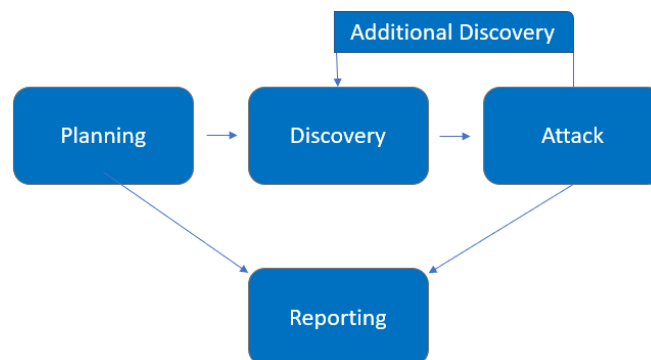 Additional Discovery
Planning
Discovery
Attack
Reporting